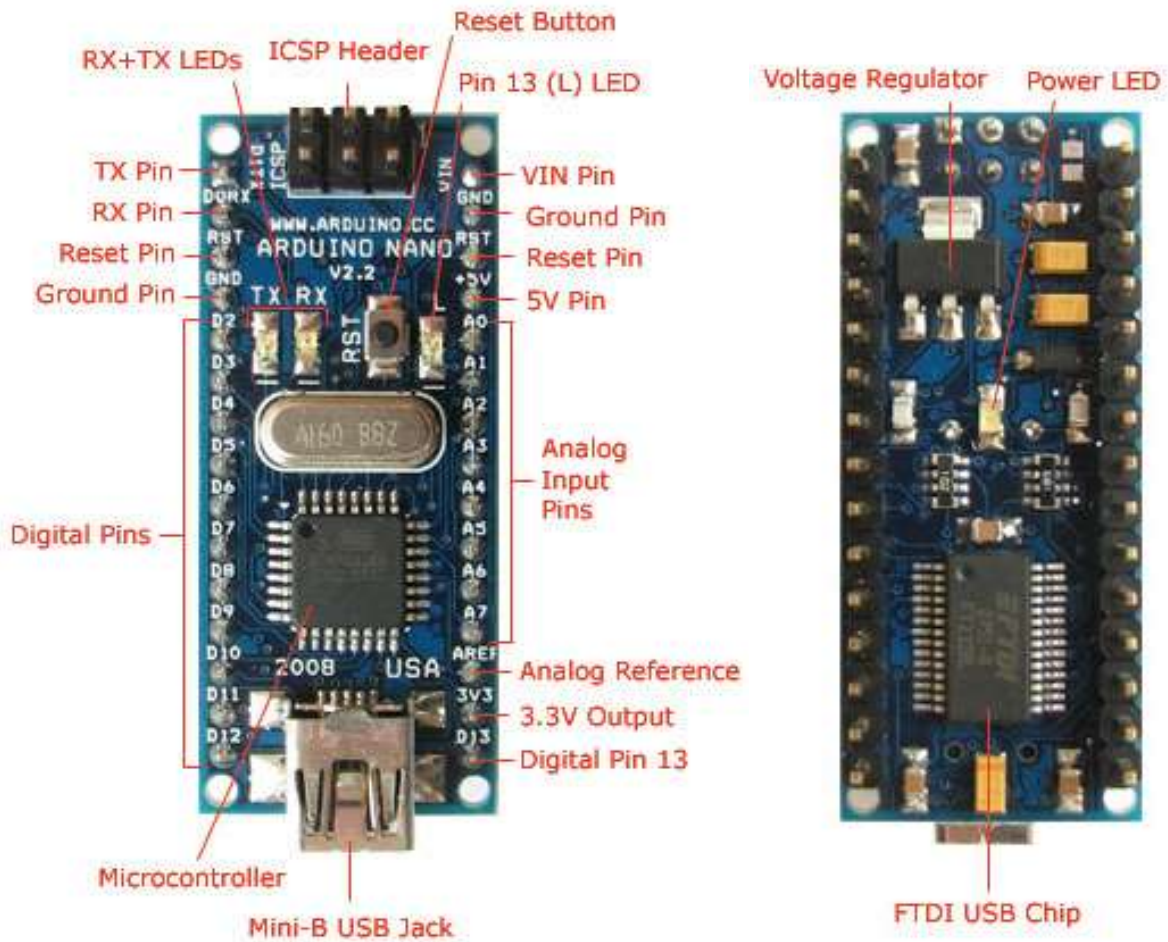 Reset Button
ICSP Header
RX+TX LEDs
Pin 13 (L) LED
Voltage Regulator
Power LED
TX Pin
RX Pin
Reset Pin
Ground Pin
Digital Pins
ICSP
VIN
WWW.ARDUINO.CC
ARDUINO NANO
V2.2
TX RX
RST
RST
GND
D2
D3
D4
D5
D6
D7
D8
D9
D10
D11
D12
GND
RST
+5V
A0
A1
A2
A3
A4
A5
A6
A7
AREF
3V3
D13
2008 USA
VIN Pin
Ground Pin
Reset Pin
5V Pin
Analog
Input
Pins
Analog Reference
3.3V Output
Digital Pin 13
Microcontroller
Mini-B USB Jack
FTDI
FTDI USB Chip